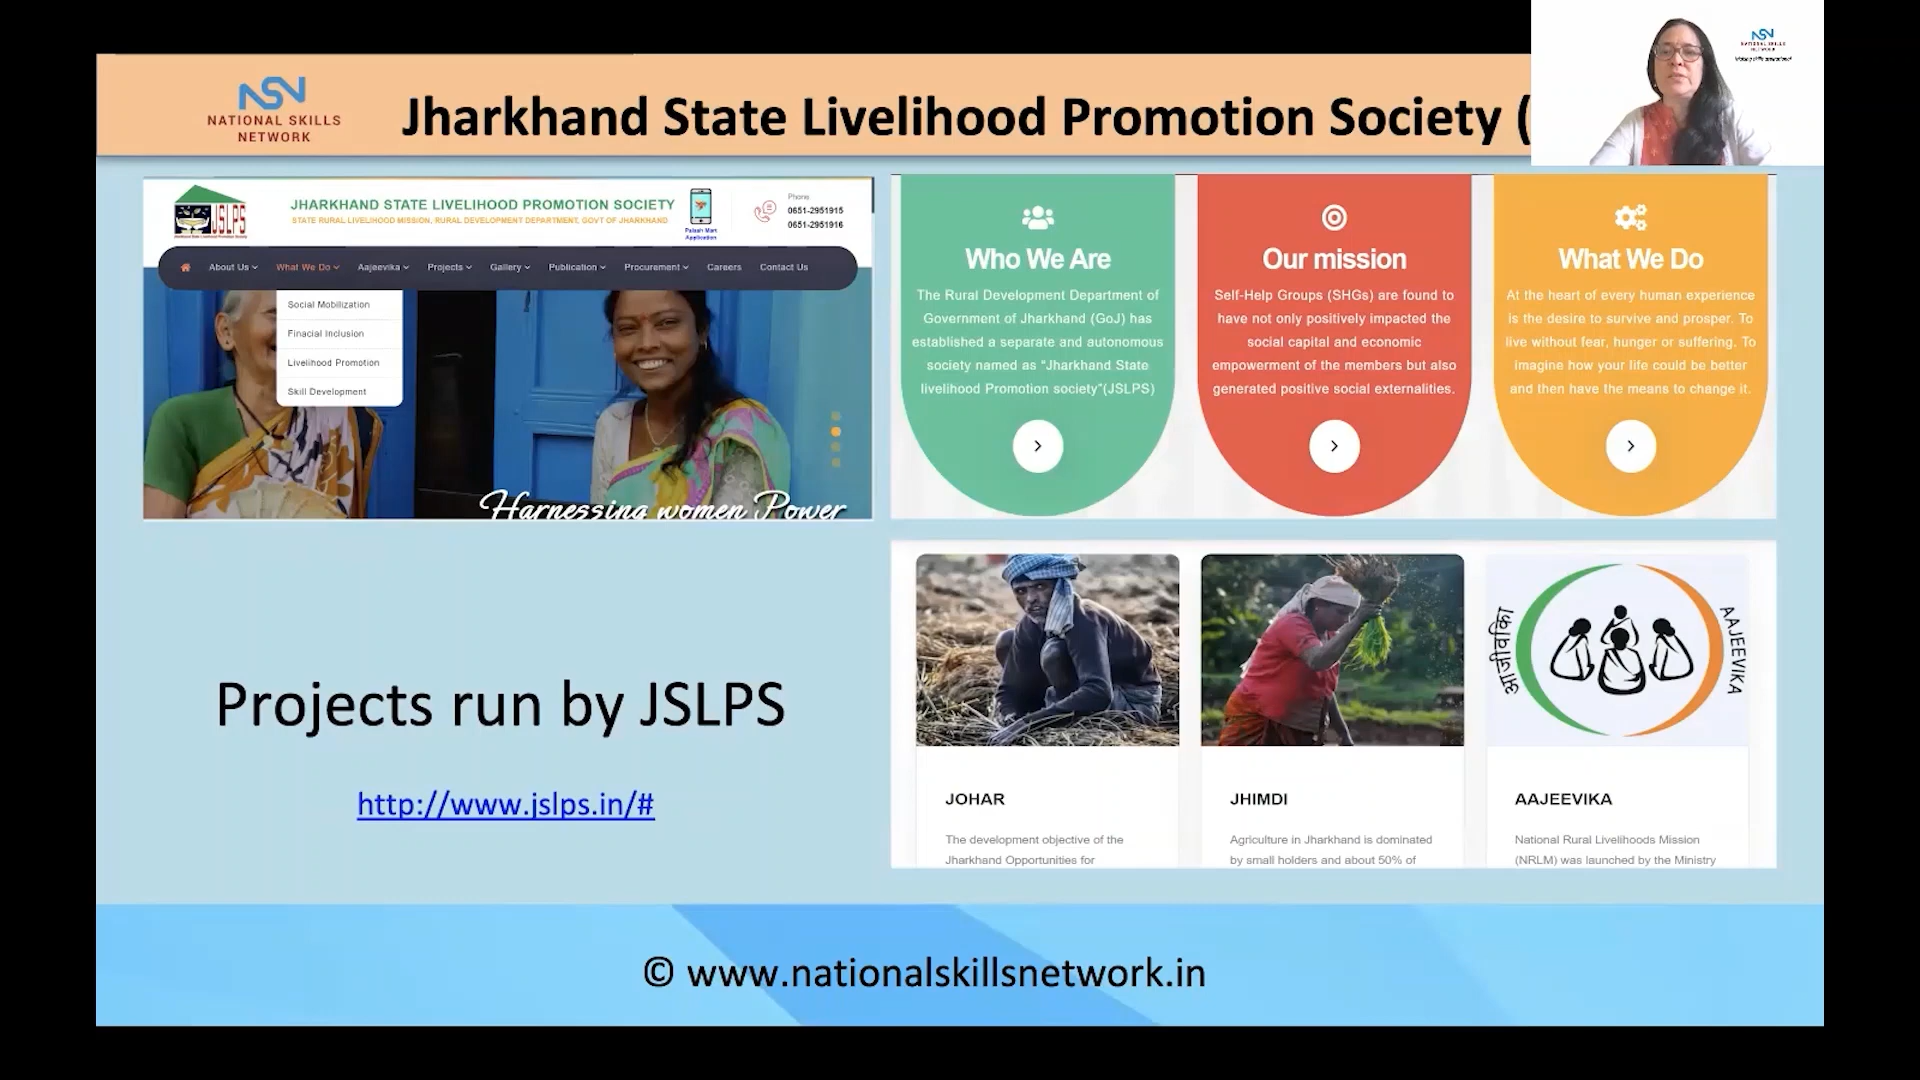 NATIONAL SKILLS
NETWORK
Jharkhand State Livelihood Promotion Society (
NATIONAL SKILLS
NETWORK
JSLPS
JHARKHAND STATE LIVELIHOOD PROMOTION SOCIETY
STATE RURAL LIVELIHOOD MISSION, RURAL DEVELOPMENT DEPARTMENT, GOVT OF JHARKHAND
Palash Mart
Application
Phone
0651-2951915
0651-2951916
About Us
What We Do
Aajeevika
Projects
Gallery
Publication
Procurement
Careers
Contact Us
Social Mobilization
Finacial Inclusion
Livelihood Promotion
Skill Development
Harnessing women Power
Who We Are
The Rural Development Department of
Government of Jharkhand (GoJ) has
established a separate and autonomous
society named as "Jharkhand State
livelihood Promotion society"(JSLPS)
Our mission
Self-Help Groups (SHGs) are found to
have not only positively impacted the
social capital and economic
empowerment of the members but also
generated positive social externalities.
What We Do
At the heart of every human experience
is the desire to survive and prosper. To
live without fear, hunger or suffering. To
imagine how your life could be better
and then have the means to change it.
Projects run by JSLPS
http://www.jslps.in/#
JOHAR
The development objective of the
Jharkhand Opportunities for
JHIMDI
Agriculture in Jharkhand is dominated
by small holders and about 50% of
आजीविका
AAJEEVIKA
AAJEEVIKA
National Rural Livelihoods Mission
(NRLM) was launched by the Ministry
© www.nationalskillsnetwork.in